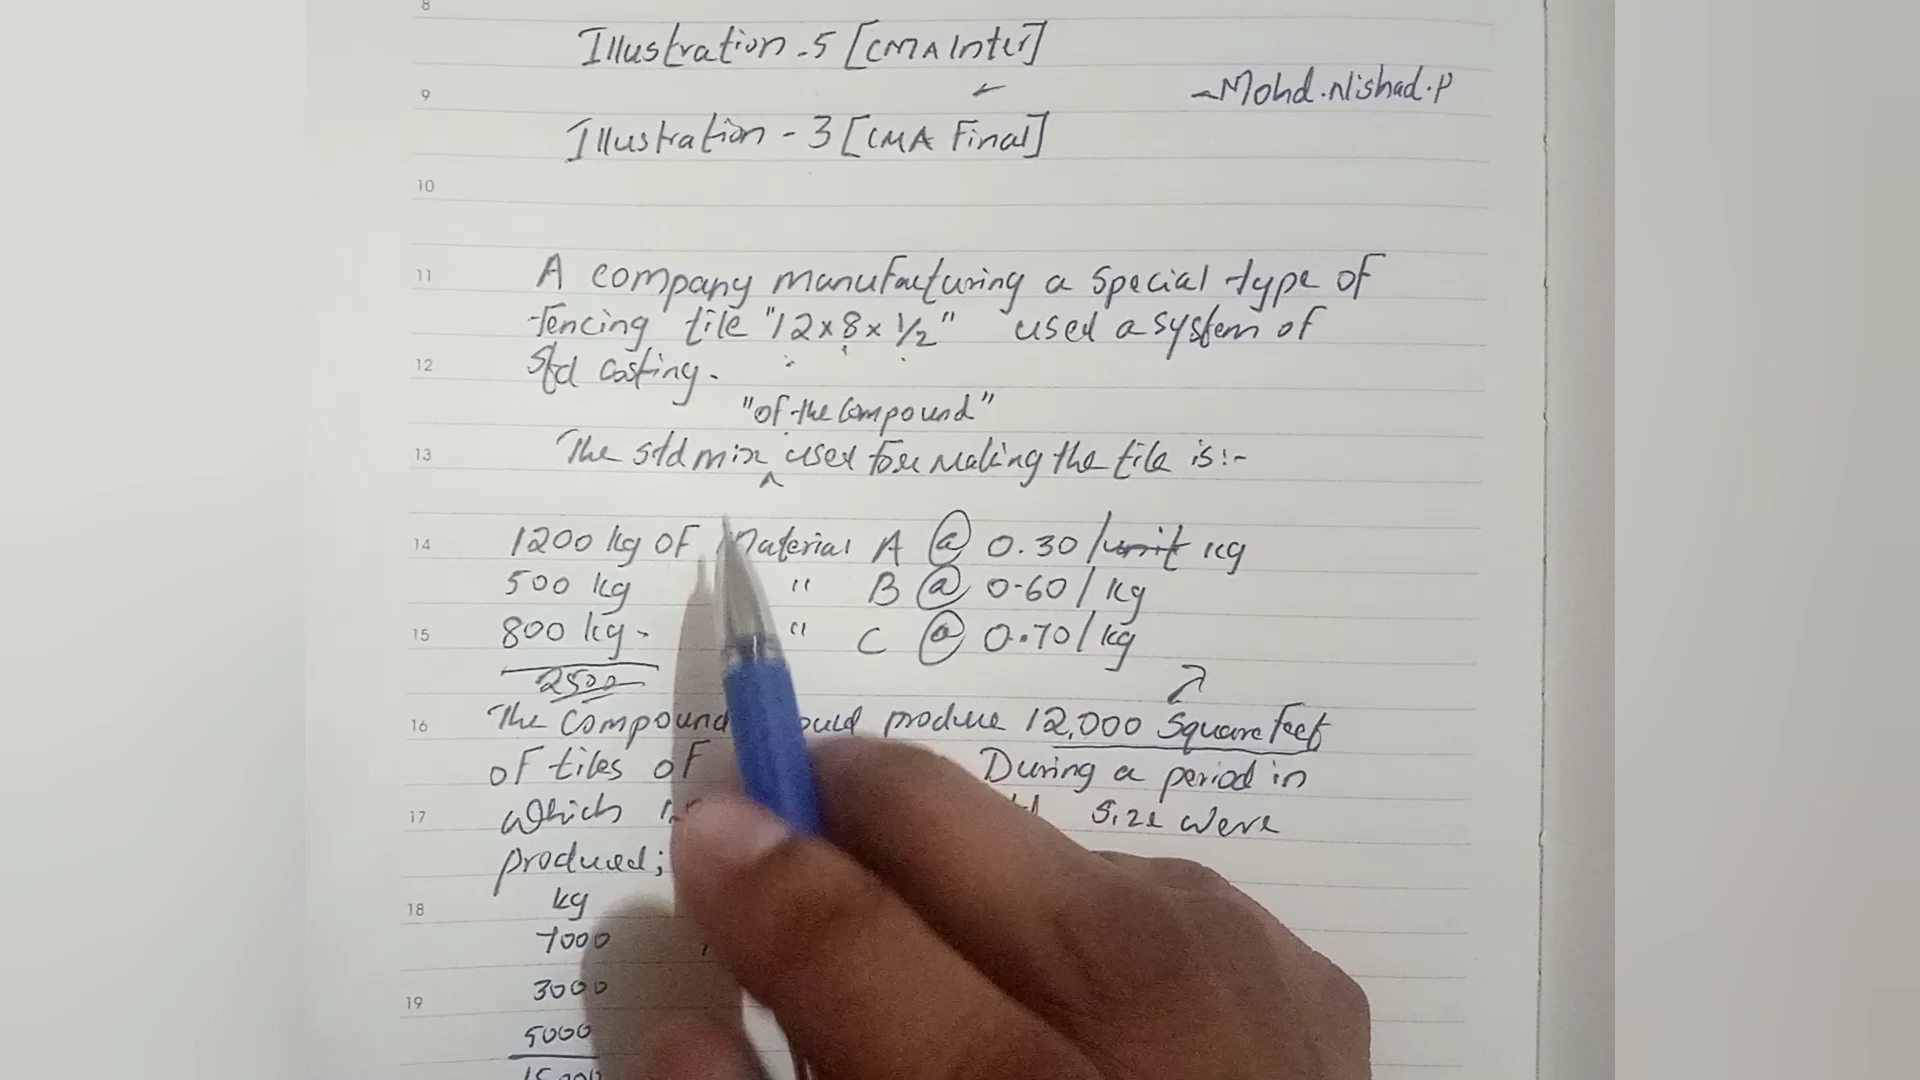 8
Illustration - 5 [CMA Inter]
9
- Mohd. Nishad. P
Illustration - 3 [CMA Final]
10
11
A company manufacturing a special type of
fencing tile "12 x 8 x 1/2" used a system of
12
std costing.
"of the compound"
13
The std mix ^ used for making the tile is:-
14
1200 kg of Material A @ 0.30 / unit kg
500 kg " B @ 0.60 / kg
15
800 kg. " C @ 0.70 / kg
2500
16
The compound produce 12,000 Square feet
of tiles of During a period in
17
which size were
produced;
18
kg
7000
19
3000
5000